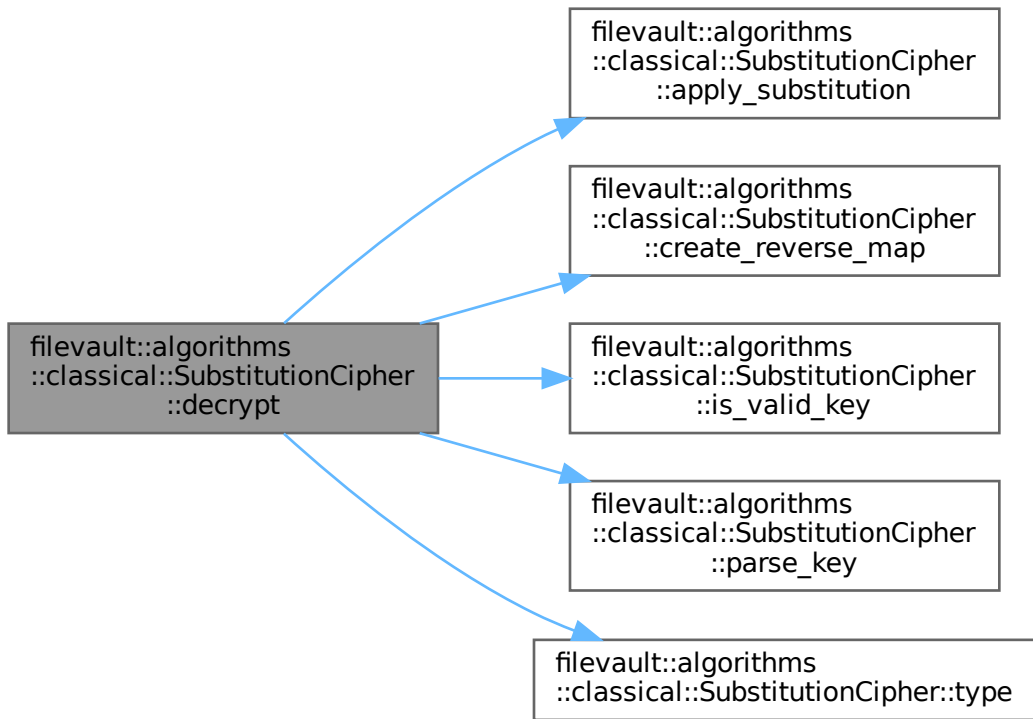 filevault::algorithms
::classical::SubstitutionCipher
::decrypt
filevault::algorithms
::classical::SubstitutionCipher
::apply_substitution
filevault::algorithms
::classical::SubstitutionCipher
::create_reverse_map
filevault::algorithms
::classical::SubstitutionCipher
::is_valid_key
filevault::algorithms
::classical::SubstitutionCipher
::parse_key
filevault::algorithms
::classical::SubstitutionCipher::type